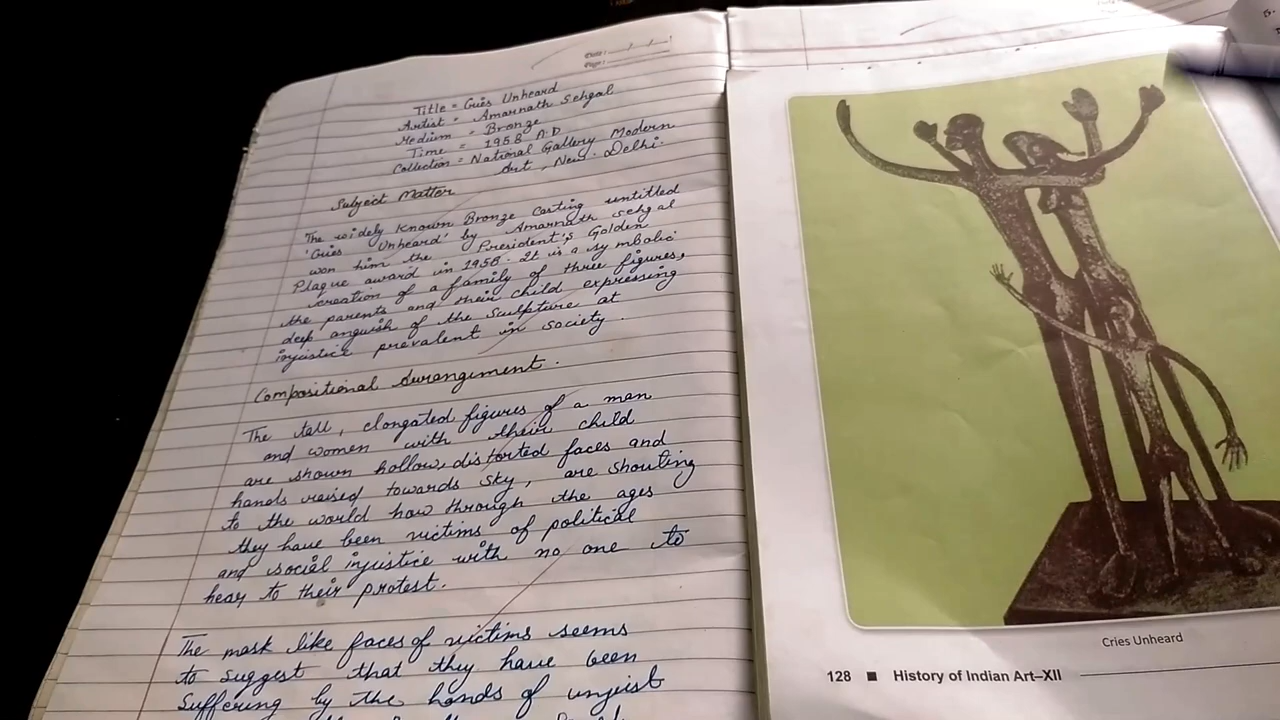 Date: __/__/__
Page:
Title = Cries Unheard
Artist = Amarnath Sehgal
Medium = Bronze
Time = 1958 A.D
Collection = National Gallery Modern
Art, New Delhi.
Subject Matter
The widely known Bronze Casting untitled
'Cries Unheard' by Amarnath sehgal
won him the President's Golden
Plaque award in 1958. It is a symbolic
creation of a family of three figures,
the parents and their child expressing
deep anguish of the sculpture at
injustice prevalent in society.
Compositional Arrangement.
The tall, elongated figures of a man
and women with their child
are shown hollow, distorted faces and
hands raised towards sky, are shouting
to the world how through the ages
they have been victims of political
and social injustice with no one to
hear to their protest.
The mask like faces of victims seems
to suggest that they have been
Suffering by the hands of unjust
Cries Unheard
128 ■ History of Indian Art–XII